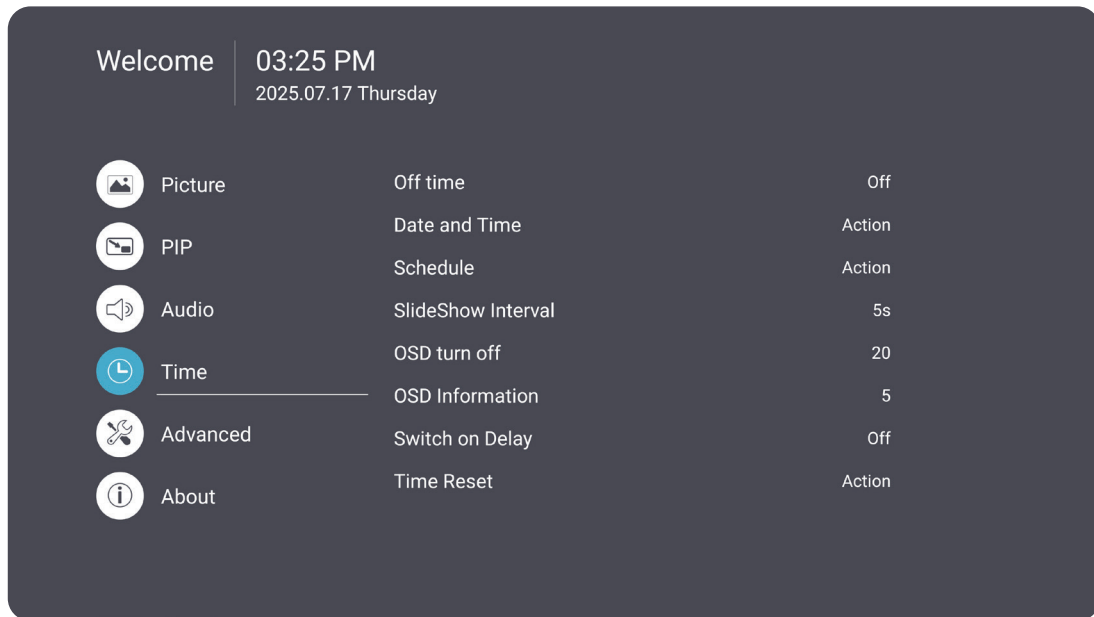 Welcome
03:25 PM
2025.07.17 Thursday
Picture
PIP
Audio
Time
Advanced
About
Off time Off
Date and Time Action
Schedule Action
SlideShow Interval 5s
OSD turn off 20
OSD Information 5
Switch on Delay Off
Time Reset Action